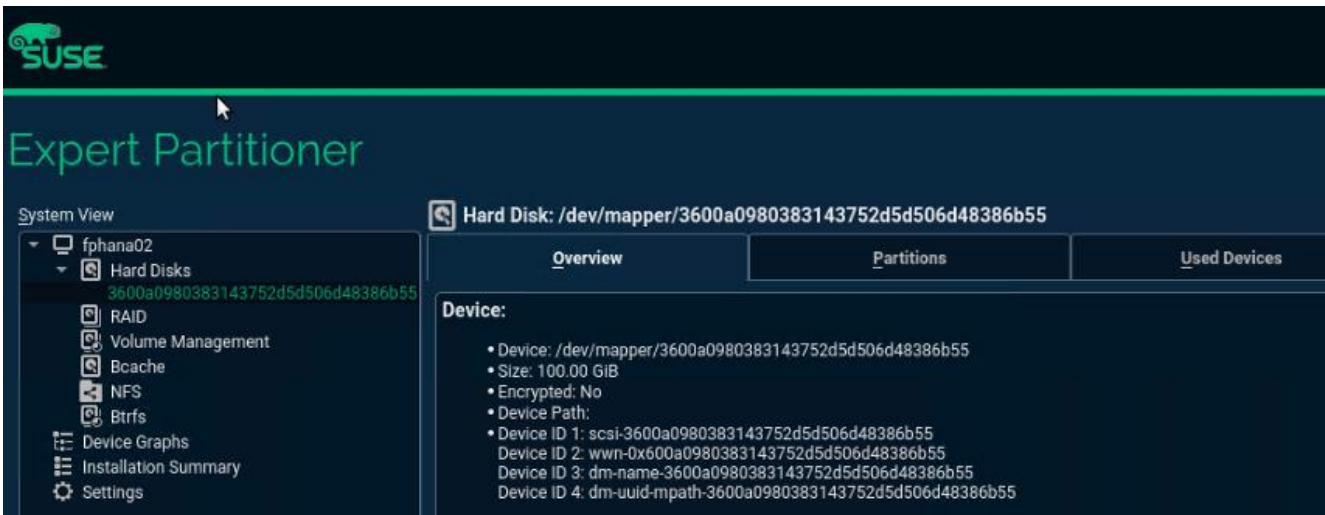 SUSE
Expert Partitioner
System View
fphana02
Hard Disks
3600a0980383143752d5d506d48386b55
RAID
Volume Management
Bcache
NFS
Btrfs
Device Graphs
Installation Summary
Settings
Hard Disk: /dev/mapper/3600a0980383143752d5d506d48386b55
Overview
Partitions
Used Devices
Device:
• Device: /dev/mapper/3600a0980383143752d5d506d48386b55
• Size: 100.00 GiB
• Encrypted: No
• Device Path:
• Device ID 1: scsi-3600a0980383143752d5d506d48386b55
Device ID 2: wwn-0x600a0980383143752d5d506d48386b55
Device ID 3: dm-name-3600a0980383143752d5d506d48386b55
Device ID 4: dm-uuid-mpath-3600a0980383143752d5d506d48386b55